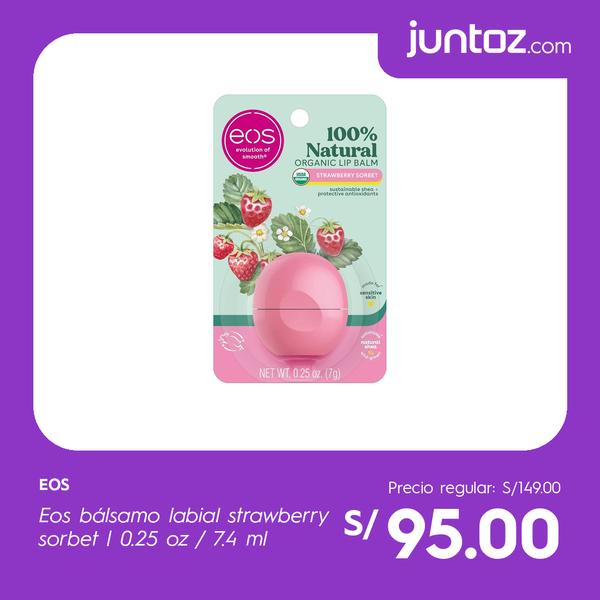 juntoz.com
eos
evolution of
smooth®
100%
Natural
ORGANIC LIP BALM
USDA
ORGANIC
STRAWBERRY SORBET
sustainable shea +
protective antioxidants
sensitive
skin
natural
shea
NET WT. 0.25 oz. (7g)
EOS
Precio regular: S/149.00
Eos bálsamo labial strawberry
sorbet | 0.25 oz / 7.4 ml
S/ 95.00